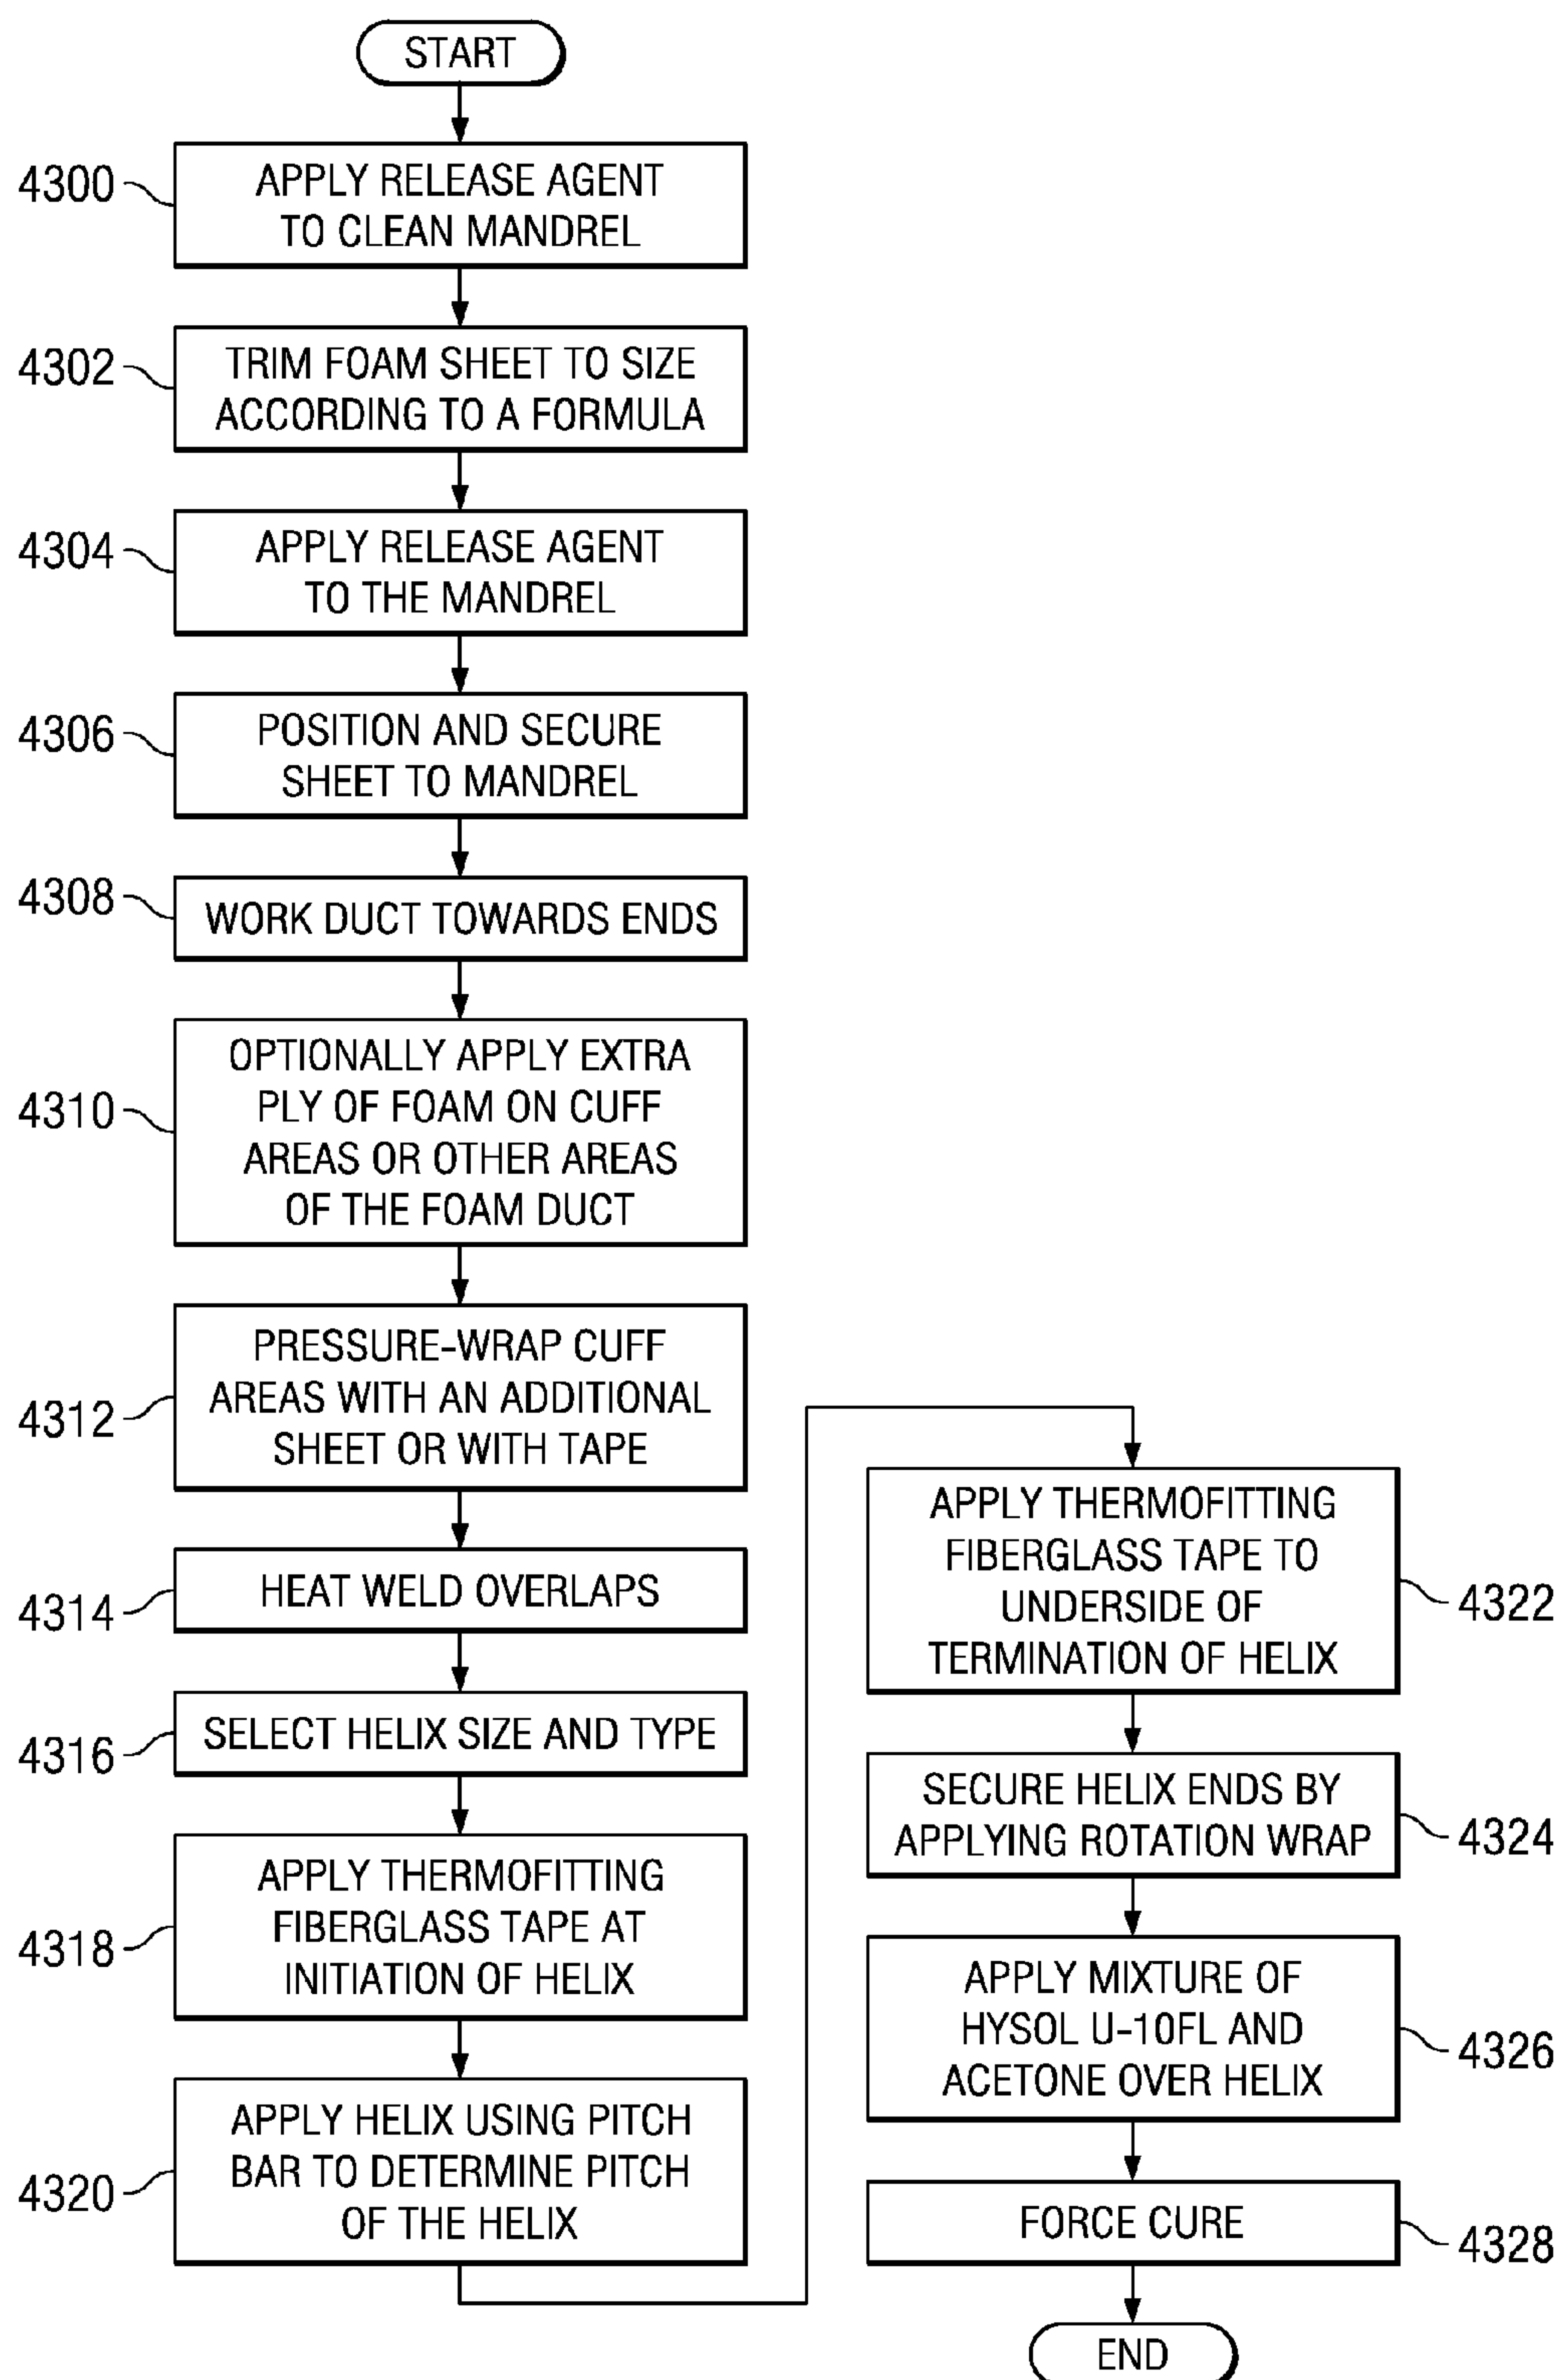 START
4300
APPLY RELEASE AGENT
TO CLEAN MANDREL
4302
TRIM FOAM SHEET TO SIZE
ACCORDING TO A FORMULA
4304
APPLY RELEASE AGENT
TO THE MANDREL
4306
POSITION AND SECURE
SHEET TO MANDREL
4308
WORK DUCT TOWARDS ENDS
4310
OPTIONALLY APPLY EXTRA
PLY OF FOAM ON CUFF
AREAS OR OTHER AREAS
OF THE FOAM DUCT
4312
PRESSURE-WRAP CUFF
AREAS WITH AN ADDITIONAL
SHEET OR WITH TAPE
4314
HEAT WELD OVERLAPS
4316
SELECT HELIX SIZE AND TYPE
4318
APPLY THERMOFITTING
FIBERGLASS TAPE AT
INITIATION OF HELIX
4320
APPLY HELIX USING PITCH
BAR TO DETERMINE PITCH
OF THE HELIX
APPLY THERMOFITTING
FIBERGLASS TAPE TO
UNDERSIDE OF
TERMINATION OF HELIX
4322
SECURE HELIX ENDS BY
APPLYING ROTATION WRAP
4324
APPLY MIXTURE OF
HYSOL U-10FL AND
ACETONE OVER HELIX
4326
FORCE CURE
4328
END